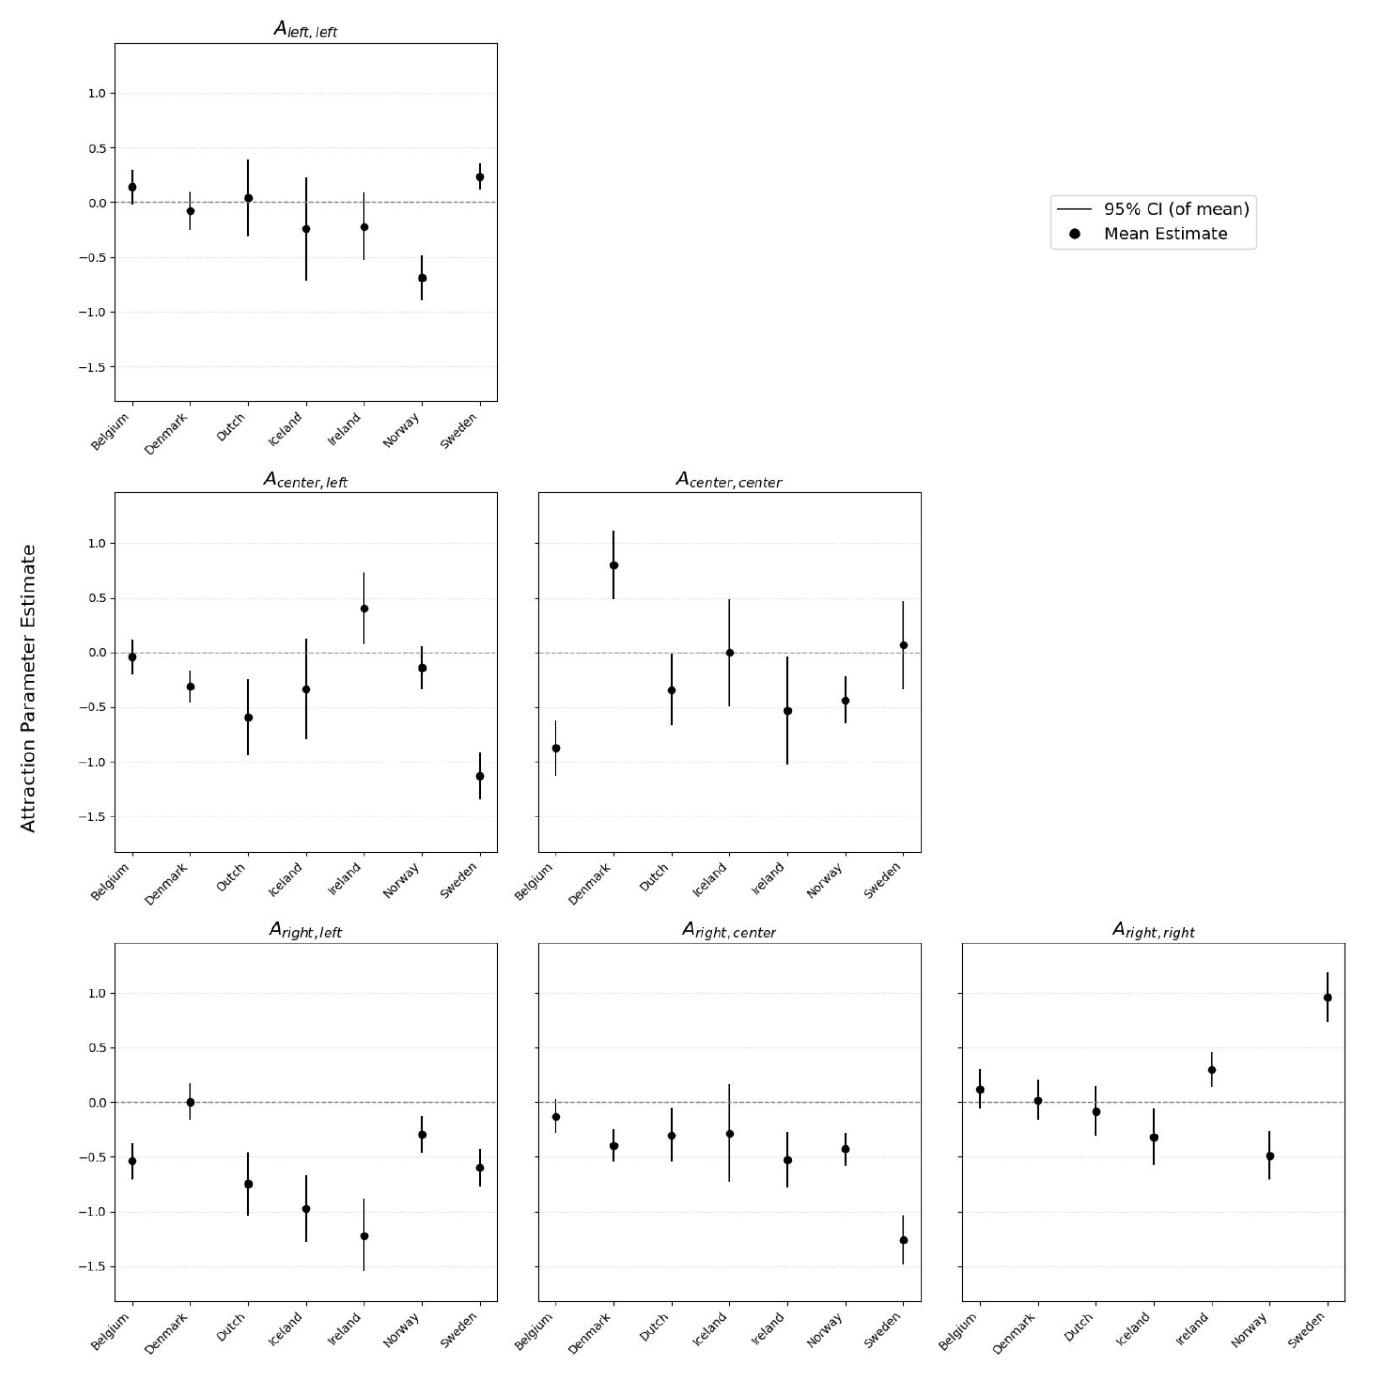 A_left,left
1.0
0.5
0.0
−0.5
−1.0
−1.5
Belgium
Denmark
Dutch
Iceland
Ireland
Norway
Sweden
95% CI (of mean)
Mean Estimate
Attraction Parameter Estimate
A_center,left
1.0
0.5
0.0
−0.5
−1.0
−1.5
Belgium
Denmark
Dutch
Iceland
Ireland
Norway
Sweden
A_center,center
Belgium
Denmark
Dutch
Iceland
Ireland
Norway
Sweden
A_right,left
1.0
0.5
0.0
−0.5
−1.0
−1.5
Belgium
Denmark
Dutch
Iceland
Ireland
Norway
Sweden
A_right,center
Belgium
Denmark
Dutch
Iceland
Ireland
Norway
Sweden
A_right,right
Belgium
Denmark
Dutch
Iceland
Ireland
Norway
Sweden